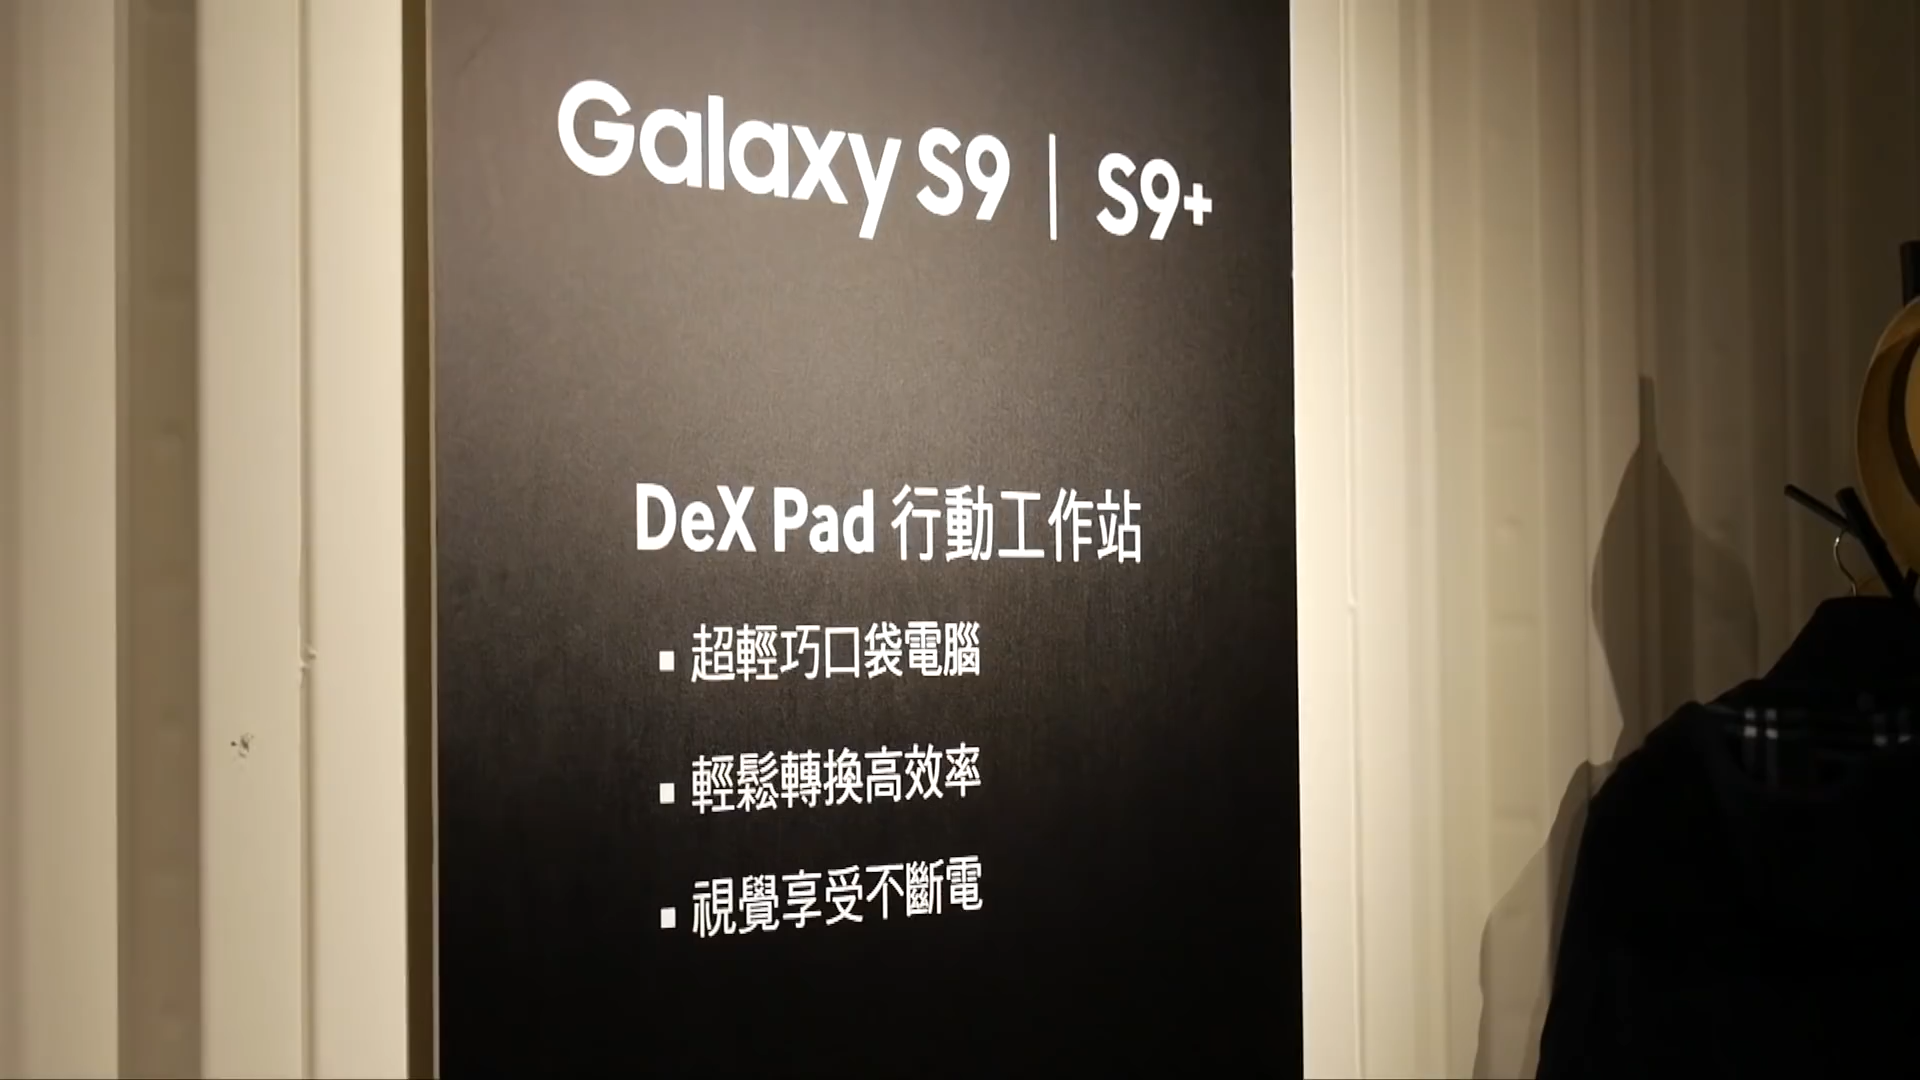 Galaxy S9 | S9+
DeX Pad 行動工作站
▪ 超輕巧口袋電腦
▪ 輕鬆轉換高效率
▪ 視覺享受不斷電